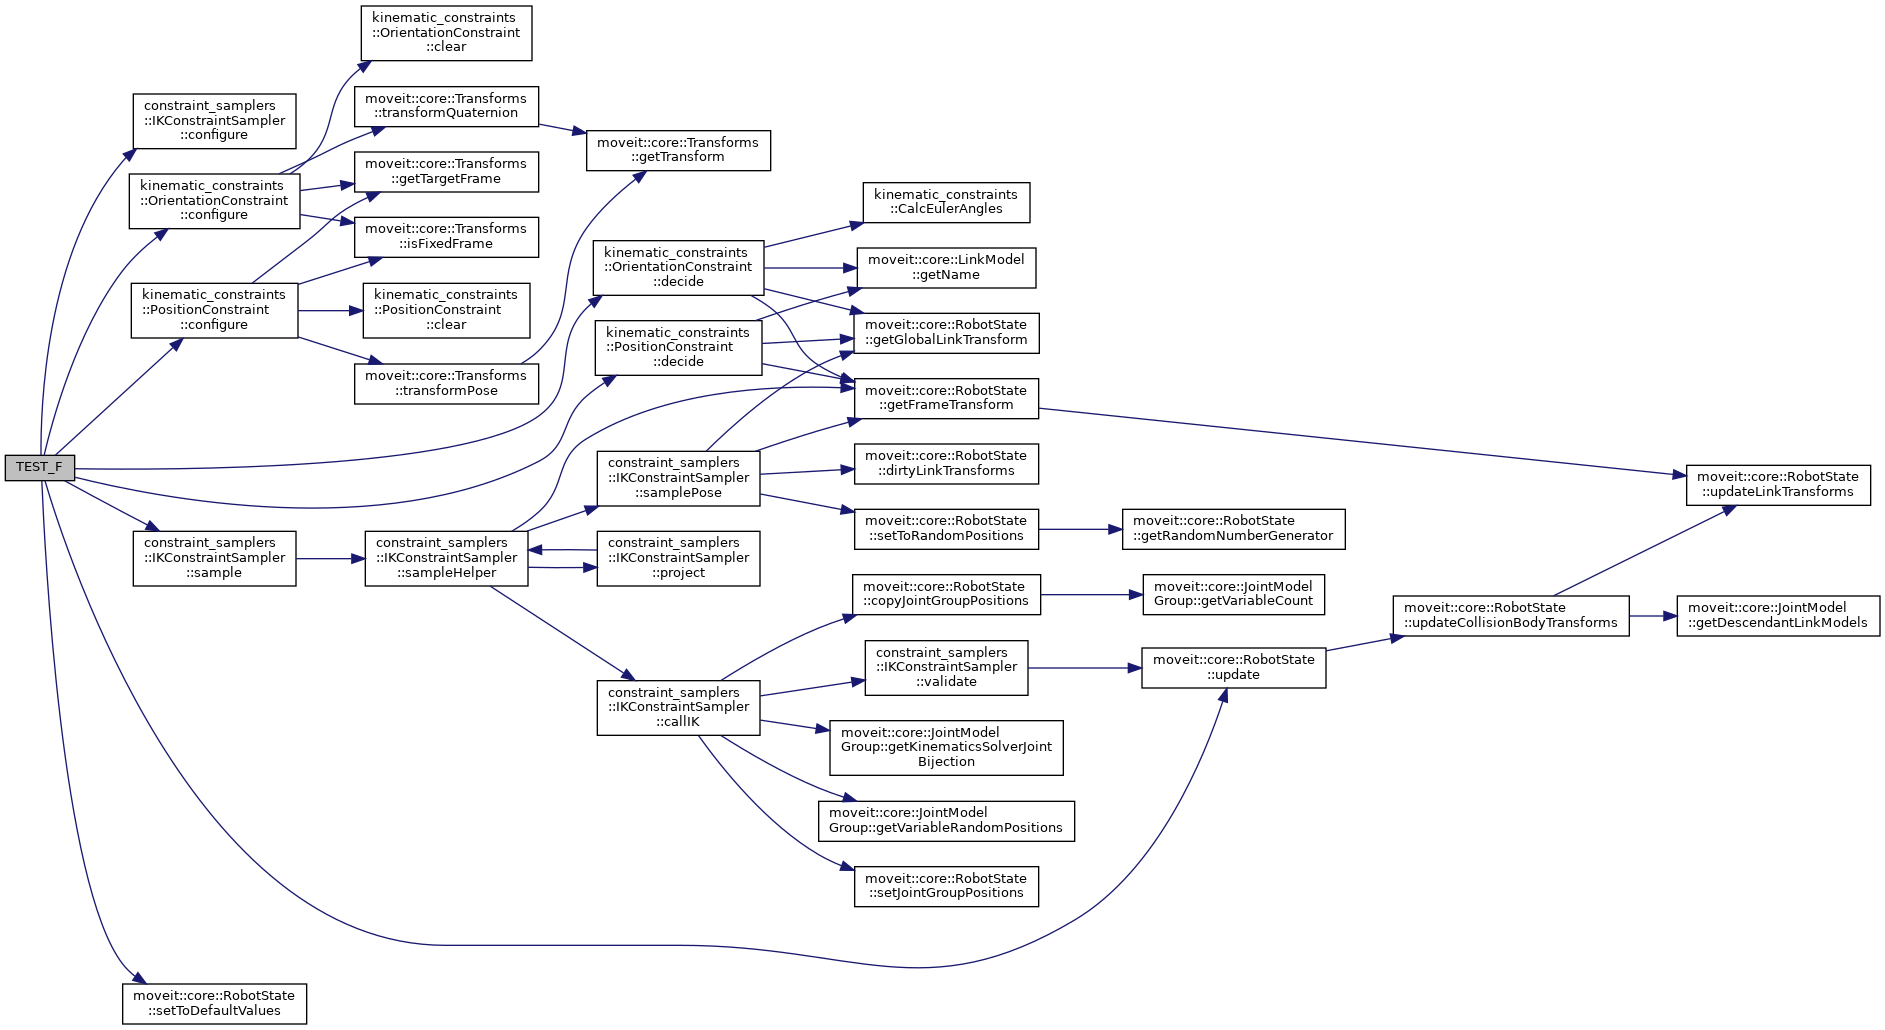 kinematic_constraints
::OrientationConstraint
::clear
constraint_samplers
::IKConstraintSampler
::configure
moveit::core::Transforms
::transformQuaternion
moveit::core::Transforms
::getTransform
kinematic_constraints
::OrientationConstraint
::configure
moveit::core::Transforms
::getTargetFrame
moveit::core::Transforms
::isFixedFrame
kinematic_constraints
::CalcEulerAngles
kinematic_constraints
::OrientationConstraint
::decide
moveit::core::LinkModel
::getName
kinematic_constraints
::PositionConstraint
::configure
kinematic_constraints
::PositionConstraint
::clear
kinematic_constraints
::PositionConstraint
::decide
moveit::core::RobotState
::getGlobalLinkTransform
moveit::core::Transforms
::transformPose
moveit::core::RobotState
::getFrameTransform
TEST_F
constraint_samplers
::IKConstraintSampler
::samplePose
moveit::core::RobotState
::dirtyLinkTransforms
moveit::core::RobotState
::updateLinkTransforms
moveit::core::RobotState
::setToRandomPositions
moveit::core::RobotState
::getRandomNumberGenerator
constraint_samplers
::IKConstraintSampler
::sample
constraint_samplers
::IKConstraintSampler
::sampleHelper
constraint_samplers
::IKConstraintSampler
::project
moveit::core::RobotState
::copyJointGroupPositions
moveit::core::JointModel
Group::getVariableCount
moveit::core::RobotState
::updateCollisionBodyTransforms
moveit::core::JointModel
::getDescendantLinkModels
constraint_samplers
::IKConstraintSampler
::validate
moveit::core::RobotState
::update
constraint_samplers
::IKConstraintSampler
::callIK
moveit::core::JointModel
Group::getKinematicsSolverJoint
Bijection
moveit::core::JointModel
Group::getVariableRandomPositions
moveit::core::RobotState
::setJointGroupPositions
moveit::core::RobotState
::setToDefaultValues